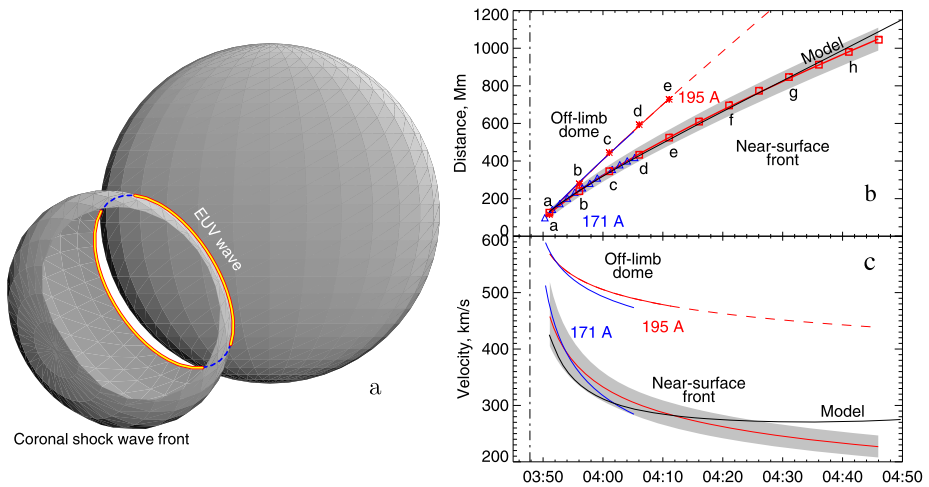 EUV wave
a
Coronal shock wave front
1200
1000
800
600
400
200
0
Distance, Mm
Off-limb
dome
195 A
171 A
Model
Near-surface
front
a
b
c
d
e
a
b
c
d
e
f
g
h
b
600
500
400
300
200
Velocity, km/s
Off-limb
dome
171 A
195 A
Near-surface
front
Model
c
03:50
04:00
04:10
04:20
04:30
04:40
04:50